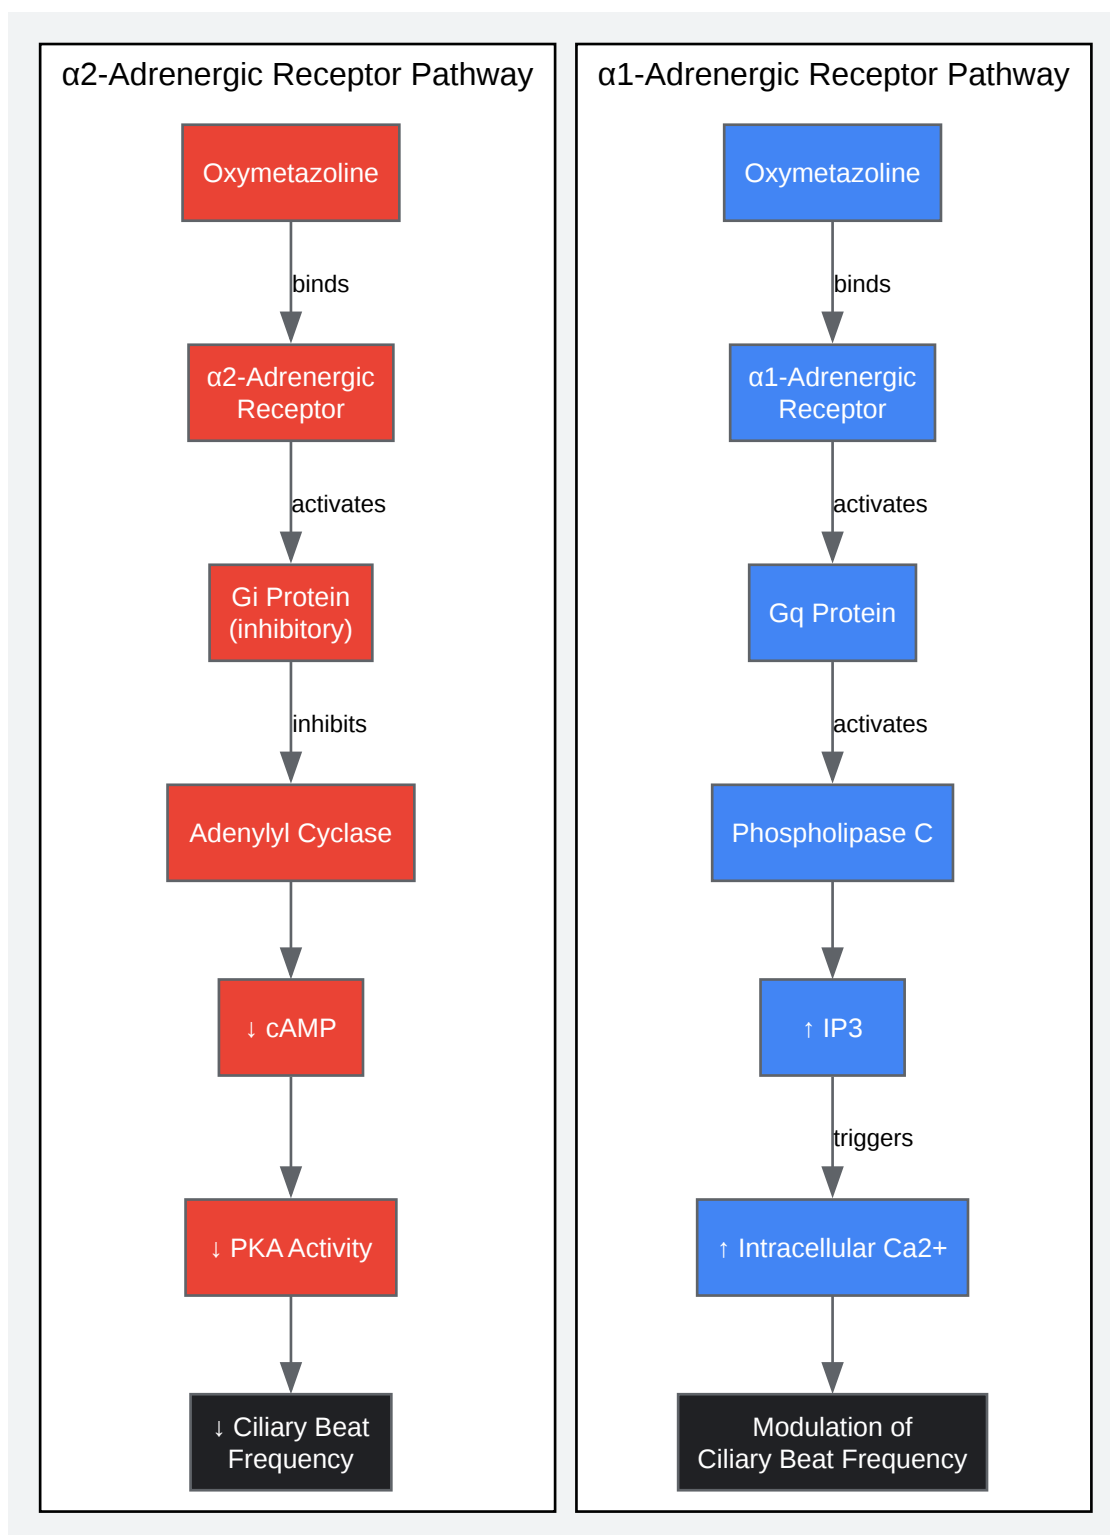 α2-Adrenergic Receptor Pathway
Oxymetazoline
binds
α2-Adrenergic
Receptor
activates
Gi Protein
(inhibitory)
inhibits
Adenylyl Cyclase
↓ cAMP
↓ PKA Activity
↓ Ciliary Beat
Frequency
α1-Adrenergic Receptor Pathway
Oxymetazoline
binds
α1-Adrenergic
Receptor
activates
Gq Protein
activates
Phospholipase C
↑ IP3
triggers
↑ Intracellular Ca2+
Modulation of
Ciliary Beat Frequency